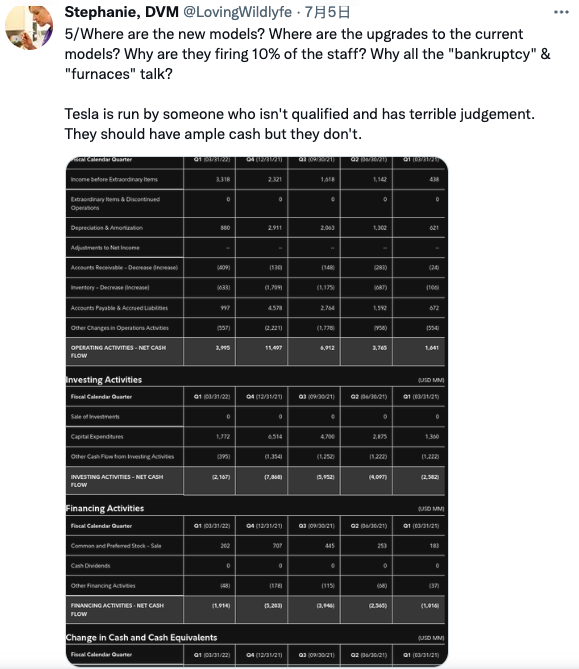 Stephanie, DVM @LovingWildlyfe · 7月5日 ...
5/Where are the new models? Where are the upgrades to the current
models? Why are they firing 10% of the staff? Why all the "bankruptcy" &
"furnaces" talk?
Tesla is run by someone who isn't qualified and has terrible judgement.
They should have ample cash but they don't.
Fiscal Calendar Quarter Q1 (03/31/22) Q4 (12/31/21) Q3 (09/30/21) Q2 (06/30/21) Q1 (03/31/21)
Income before Extraordinary Items 3,318 2,321 1,618 1,142 438
Extraordinary Items & Discontinued
Operations 0 0 0 0 0
Depreciation & Amortization 880 2,911 2,063 1,302 621
Adjustments to Net Income -- -- -- -- --
Accounts Receivable - Decrease (Increase) (409) (130) (148) (283) (24)
Inventory - Decrease (Increase) (633) (1,709) (1,175) (687) (106)
Accounts Payable & Accrued Liabilities 997 4,578 2,764 1,592 672
Other Changes in Operations Activities (557) (2,221) (1,778) (958) (554)
OPERATING ACTIVITIES - NET CASH
FLOW 3,995 11,497 6,912 3,765 1,641
Investing Activities (USD MM)
Fiscal Calendar Quarter Q1 (03/31/22) Q4 (12/31/21) Q3 (09/30/21) Q2 (06/30/21) Q1 (03/31/21)
Sale of Investments 0 0 0 0 0
Capital Expenditures 1,772 6,514 4,700 2,875 1,360
Other Cash Flow from Investing Activities (395) (1,354) (1,252) (1,222) (1,222)
INVESTING ACTIVITIES - NET CASH
FLOW (2,167) (7,868) (5,952) (4,097) (2,582)
Financing Activities (USD MM)
Fiscal Calendar Quarter Q1 (03/31/22) Q4 (12/31/21) Q3 (09/30/21) Q2 (06/30/21) Q1 (03/31/21)
Common and Preferred Stock - Sale 202 707 445 253 183
Cash Dividends 0 0 0 0 0
Other Financing Activities (48) (178) (115) (68) (37)
FINANCING ACTIVITIES - NET CASH
FLOW (1,914) (5,203) (3,946) (2,565) (1,016)
Change in Cash and Cash Equivalents (USD MM)
Fiscal Calendar Quarter Q1 (03/31/22) Q4 (12/31/21) Q3 (09/30/21) Q2 (06/30/21) Q1 (03/31/21)